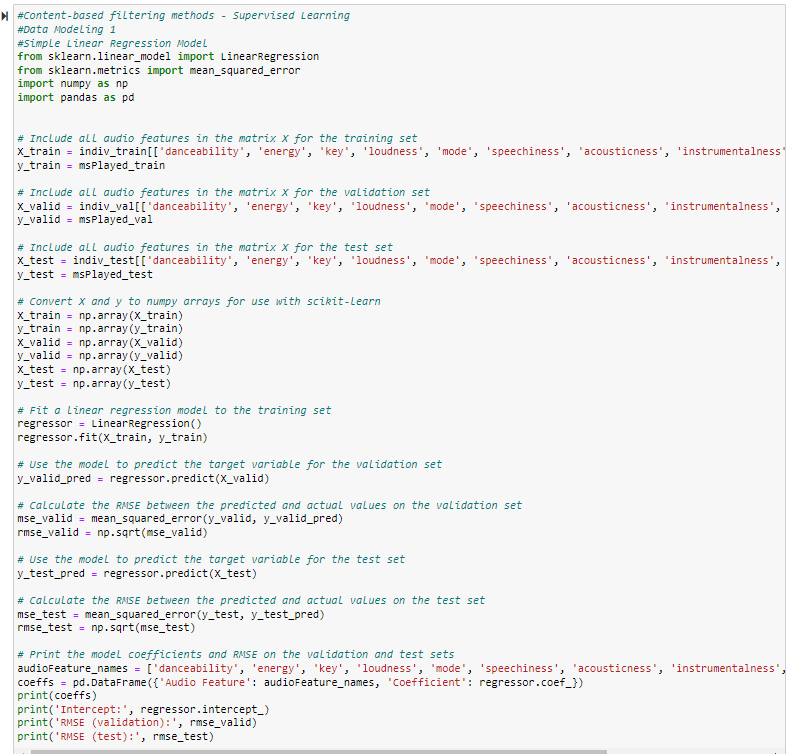 #Content-based filtering methods - Supervised Learning
#Data Modeling 1
#Simple Linear Regression Model
from sklearn.linear_model import LinearRegression
from sklearn.metrics import mean_squared_error
import numpy as np
import pandas as pd
# Include all audio features in the matrix X for the training set
X_train = indiv_train[['danceability', 'energy', 'key', 'loudness', 'mode', 'speechiness', 'acousticness', 'instrumentalness'
y_train = msPlayed_train
# Include all audio features in the matrix X for the validation set
X_valid = indiv_val[['danceability', 'energy', 'key', 'loudness', 'mode', 'speechiness', 'acousticness', 'instrumentalness',
y_valid = msPlayed_val
# Include all audio features in the matrix X for the test set
X_test = indiv_test[['danceability', 'energy', 'key', 'loudness', 'mode', 'speechiness', 'acousticness', 'instrumentalness',
y_test = msPlayed_test
# Convert X and y to numpy arrays for use with scikit-learn
X_train = np.array(X_train)
y_train = np.array(y_train)
X_valid = np.array(X_valid)
y_valid = np.array(y_valid)
X_test = np.array(X_test)
y_test = np.array(y_test)
# Fit a linear regression model to the training set
regressor = LinearRegression()
regressor.fit(X_train, y_train)
# Use the model to predict the target variable for the validation set
y_valid_pred = regressor.predict(X_valid)
# Calculate the RMSE between the predicted and actual values on the validation set
mse_valid = mean_squared_error(y_valid, y_valid_pred)
rmse_valid = np.sqrt(mse_valid)
# Use the model to predict the target variable for the test set
y_test_pred = regressor.predict(X_test)
# Calculate the RMSE between the predicted and actual values on the test set
mse_test = mean_squared_error(y_test, y_test_pred)
rmse_test = np.sqrt(mse_test)
# Print the model coefficients and RMSE on the validation and test sets
audioFeature_names = ['danceability', 'energy', 'key', 'loudness', 'mode', 'speechiness', 'acousticness', 'instrumentalness',
coeffs = pd.DataFrame({'Audio Feature': audioFeature_names, 'Coefficient': regressor.coef_})
print(coeffs)
print('Intercept:', regressor.intercept_)
print('RMSE (validation):', rmse_valid)
print('RMSE (test):', rmse_test)